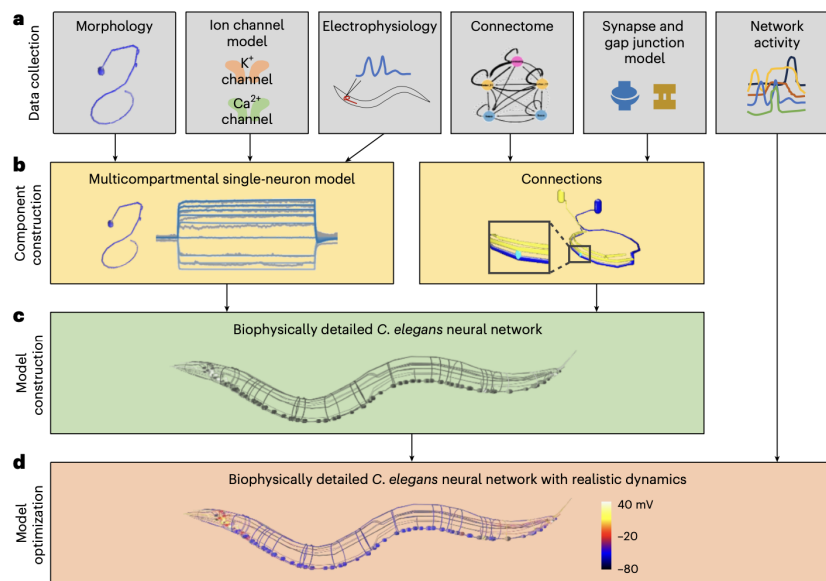 a
Data collection
Morphology
Ion channel
model
K+
channel
Ca2+
channel
Electrophysiology
Connectome
Synapse and
gap junction
model
Network
activity
b
Component
construction
Multicompartmental single-neuron model
Connections
c
Model
construction
Biophysically detailed C. elegans neural network
d
Model
optimization
Biophysically detailed C. elegans neural network with realistic dynamics
40 mV
–20
–80